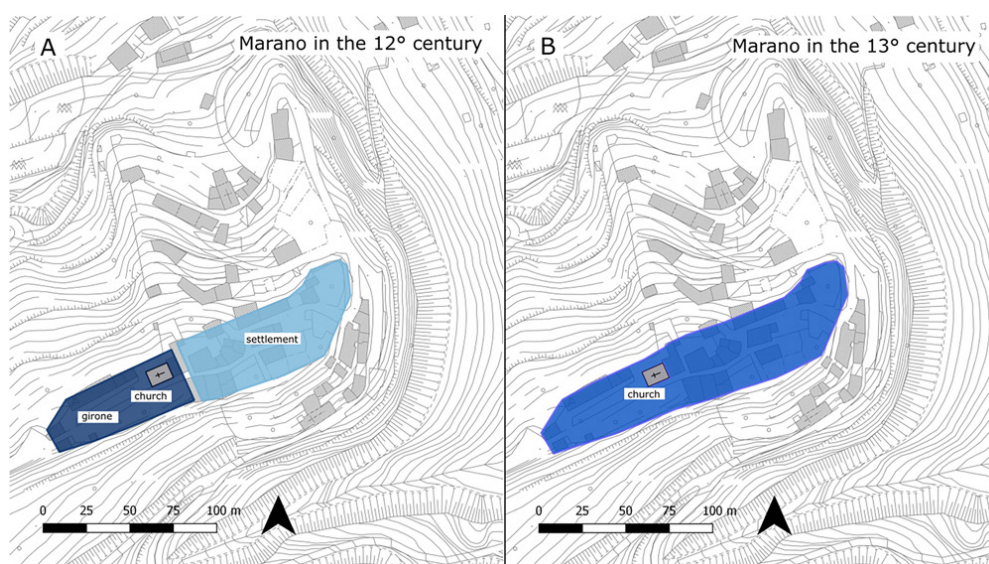 A
Marano in the 12° century
settlement
church
girone
0 25 50 75 100 m
B
Marano in the 13° century
church
0 25 50 75 100 m